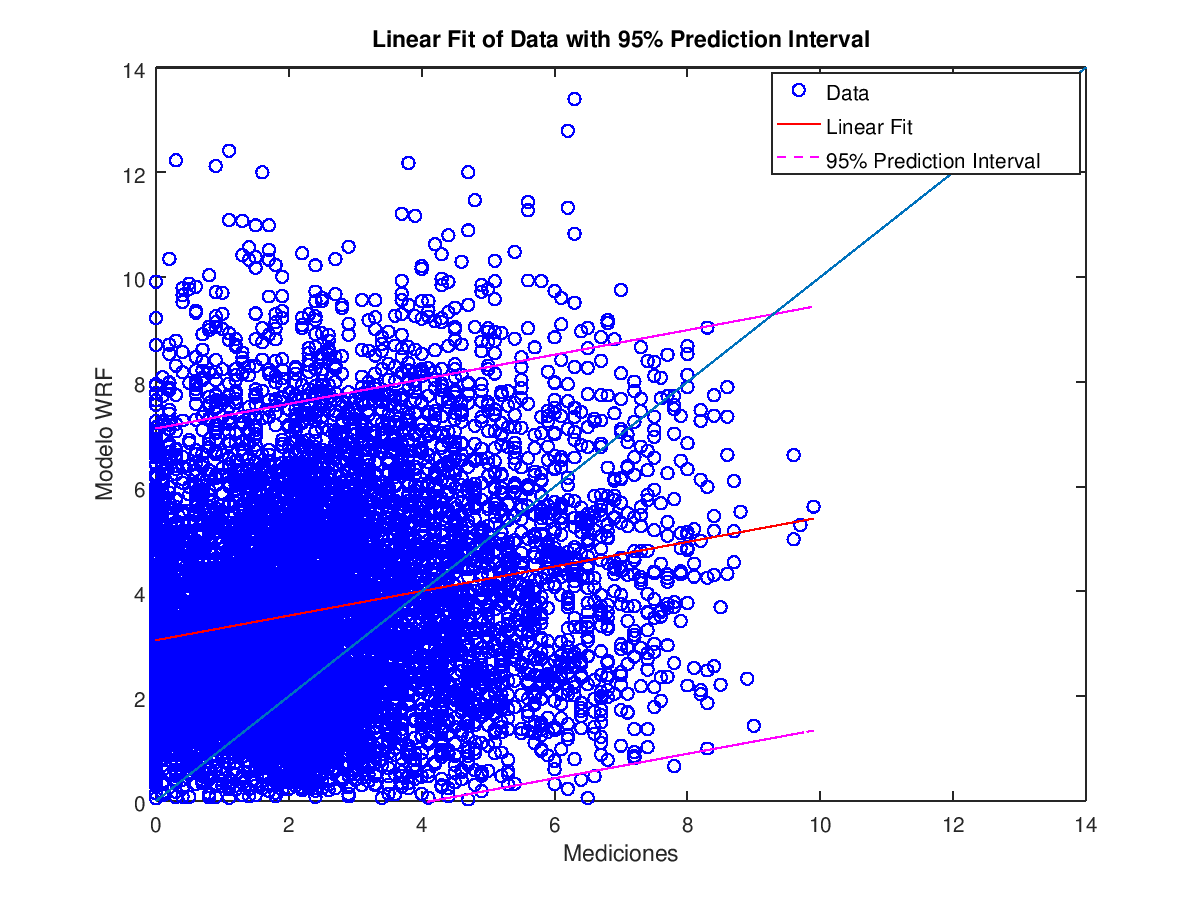 Linear Fit of Data with 95% Prediction Interval
14
12
10
8
6
4
2
0
Modelo WRF
Data
Linear Fit
95% Prediction Interval
0 2 4 6 8 10 12 14
Mediciones